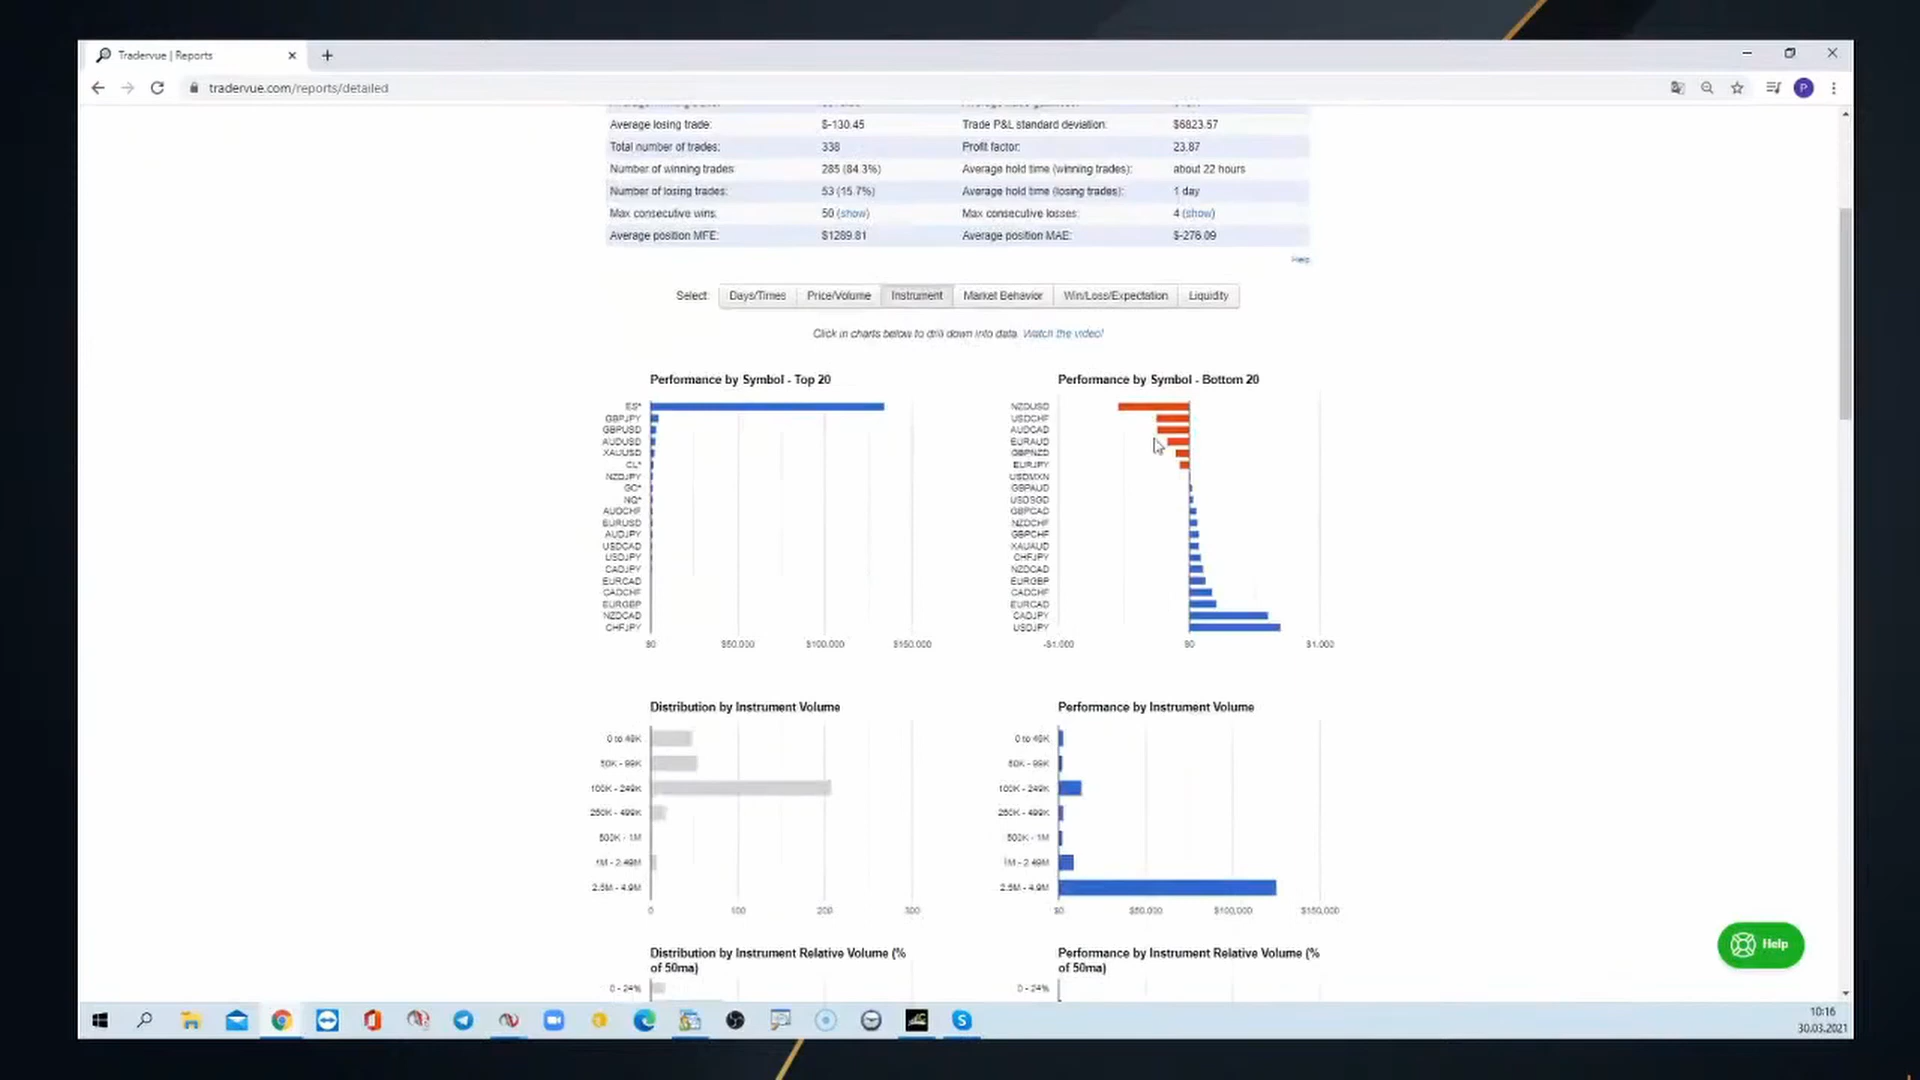 Tradervue | Reports
tradervue.com/reports/detailed
P
Average losing trade: $-130.45 Trade P&L standard deviation: $6823.57
Total number of trades: 338 Profit factor: 23.87
Number of winning trades: 285 (84.3%) Average hold time (winning trades): about 22 hours
Number of losing trades: 53 (15.7%) Average hold time (losing trades): 1 day
Max consecutive wins: 50 (show) Max consecutive losses: 4 (show)
Average position MFE: $1289.81 Average position MAE: $-276.09
Help
Select: Days/Times Price/Volume Instrument Market Behavior Win/Loss/Expectation Liquidity
Click in charts below to drill down into data. Watch the video!
Performance by Symbol - Top 20
ES*
GBPJPY
GBPUSD
AUDUSD
XAUUSD
CL*
NZDJPY
GC*
NQ*
AUDCHF
EURUSD
AUDJPY
USDCAD
USDJPY
CADJPY
EURCAD
CADCHF
EURGBP
NZDCAD
CHFJPY
$0 $50,000 $100,000 $150,000
Performance by Symbol - Bottom 20
NZDUSD
USDCHF
AUDCAD
EURAUD
GBPNZD
EURJPY
USDMXN
GBPAUD
USDSGD
GBPCAD
NZDCHF
GBPCHF
XAUAUD
CHFJPY
NZDCAD
EURGBP
CADCHF
EURCAD
CADJPY
USDJPY
-$1,000 $0 $1,000
Distribution by Instrument Volume
0 to 49K
50K - 99K
100K - 249K
250K - 499K
500K - 1M
1M - 2.49M
2.5M - 4.9M
0 100 200 300
Performance by Instrument Volume
0 to 49K
50K - 99K
100K - 249K
250K - 499K
500K - 1M
1M - 2.49M
2.5M - 4.9M
$0 $50,000 $100,000 $150,000
Distribution by Instrument Relative Volume (%
of 50ma)
0 - 24%
Performance by Instrument Relative Volume (%
of 50ma)
0 - 24%
Help
10:16
30.03.2021